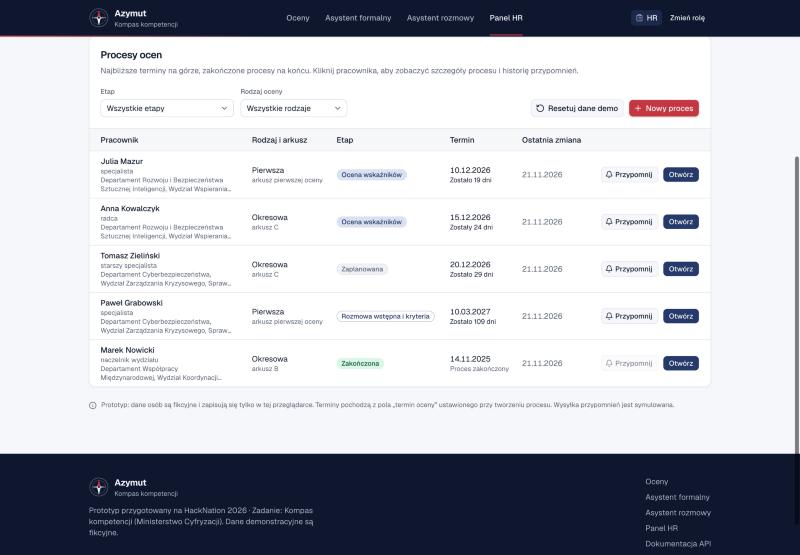 Azymut
Kompas kompetencji
Oceny
Asystent formalny
Asystent rozmowy
Panel HR
HR
Zmień rolę
Procesy ocen
Najbliższe terminy na górze, zakończone procesy na końcu. Kliknij pracownika, aby zobaczyć szczegóły procesu i historię przypomnień.
Etap
Rodzaj oceny
Wszystkie etapy
Wszystkie rodzaje
Resetuj dane demo
Nowy proces
Pracownik
Rodzaj i arkusz
Etap
Termin
Ostatnia zmiana
Julia Mazur
specjalista
Departament Rozwoju i Bezpieczeństwa
Sztucznej Inteligencji, Wydział Wspierania...
Pierwsza
arkusz pierwszej oceny
Ocena wskaźników
10.12.2026
Zostało 19 dni
21.11.2026
Przypomnij
Otwórz
Anna Kowalczyk
radca
Departament Rozwoju i Bezpieczeństwa
Sztucznej Inteligencji, Wydział Wspierania...
Okresowa
arkusz C
Ocena wskaźników
15.12.2026
Zostały 24 dni
21.11.2026
Przypomnij
Otwórz
Tomasz Zieliński
starszy specjalista
Departament Cyberbezpieczeństwa,
Wydział Zarządzania Kryzysowego, Spraw...
Okresowa
arkusz C
Zaplanowana
20.12.2026
Zostało 29 dni
21.11.2026
Przypomnij
Otwórz
Paweł Grabowski
specjalista
Departament Cyberbezpieczeństwa,
Wydział Zarządzania Kryzysowego, Spraw...
Pierwsza
arkusz pierwszej oceny
Rozmowa wstępna i kryteria
10.03.2027
Zostało 109 dni
21.11.2026
Przypomnij
Otwórz
Marek Nowicki
naczelnik wydziału
Departament Współpracy
Międzynarodowej, Wydział Koordynacji...
Okresowa
arkusz B
Zakończona
14.11.2025
Proces zakończony
21.11.2026
Przypomnij
Otwórz
Prototyp: dane osób są fikcyjne i zapisują się tylko w tej przeglądarce. Terminy pochodzą z pola „termin oceny” ustawionego przy tworzeniu procesu. Wysyłka przypomnień jest symulowana.
Azymut
Kompas kompetencji
Prototyp przygotowany na HackNation 2026 · Zadanie: Kompas
kompetencji (Ministerstwo Cyfryzacji). Dane demonstracyjne są
fikcyjne.
Oceny
Asystent formalny
Asystent rozmowy
Panel HR
Dokumentacja API